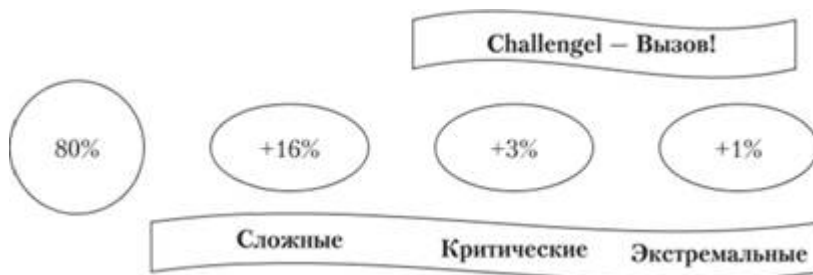 Challengel — Вызов!
80% +16% +3% +1%
Сложные Критические Экстремальные